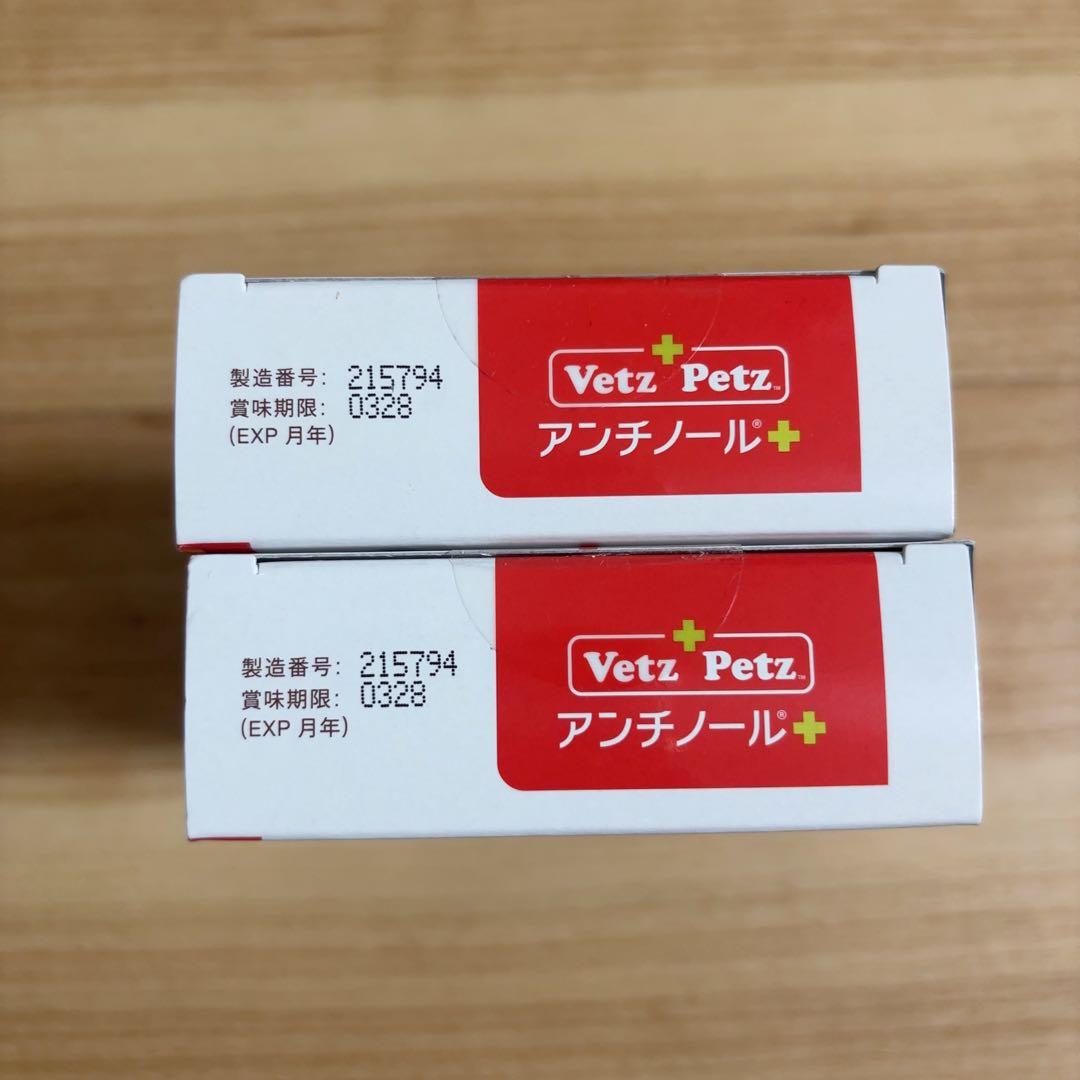 製造番号: 215794
賞味期限: 0328
(EXP 月年)
Vetz Petz™
アンチノール®+
製造番号: 215794
賞味期限: 0328
(EXP 月年)
Vetz Petz™
アンチノール®+